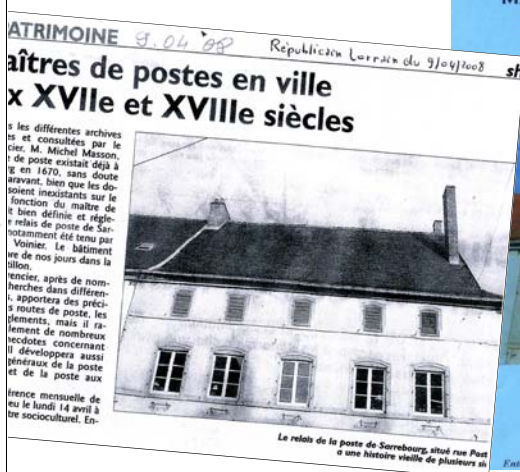 ATRIMOINE 9.04 08
Républicain Lorrain du 9/04/2008
sh
aîtres de postes en ville
x XVIIe et XVIIIe siècles
s les différentes archives
es et consultées par le
cier, M. Michel Masson,
e de poste existait déjà à
g en 1670, sans doute
aravant, bien que les do-
soient inexistants sur le
fonction du maître de
t bien définie et régle-
e relais de poste de Sar-
notamment été tenu par
Voinier. Le bâtiment
re de nos jours dans la
illon.
rencier, après de nom-
cherches dans différen-
s, apportera des préci-
s routes de poste, les
glements, mais il ra-
lement de nombreux
necdotes concernant
Il développera aussi
généraux de la poste
et de la poste aux
érence mensuelle de
eu le lundi 14 avril à
tre socioculturel. En-
Le relais de la poste de Sarrebourg, situé rue Post
a une histoire vieille de plusieurs siè
Ent